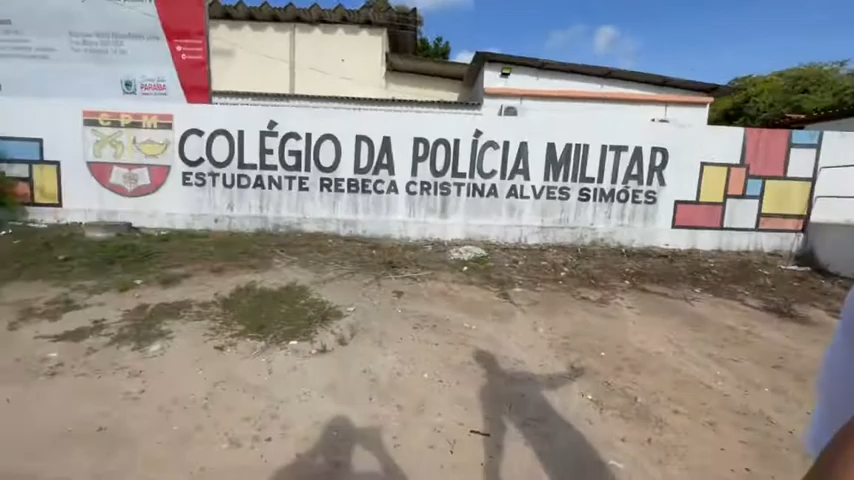 PARAÍBA
CPM
COLÉGIO DA POLÍCIA MILITAR
ESTUDANTE REBECA CRISTINA ALVES SIMÕES